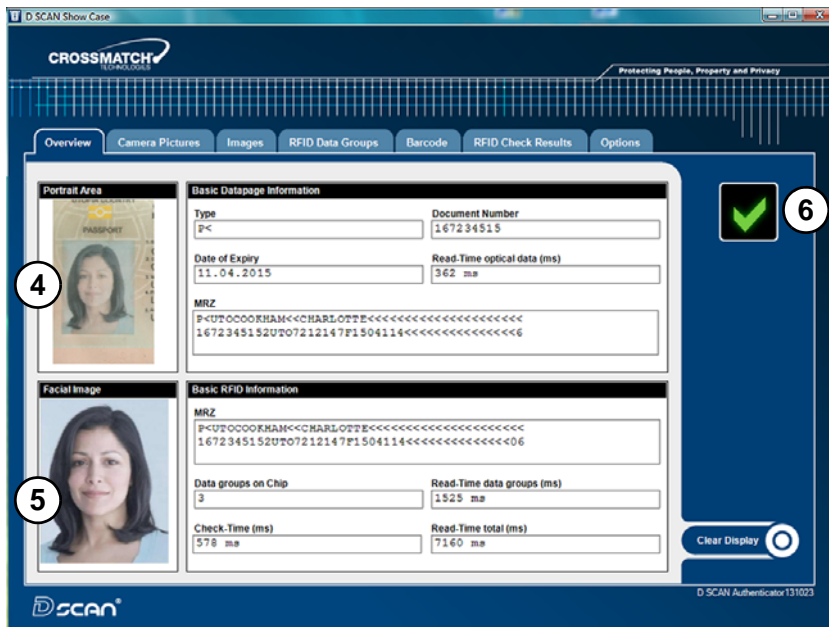 D SCAN Show Case
CROSSMATCH
TECHNOLOGIES
Protecting People, Property and Privacy
Overview
Camera Pictures
Images
RFID Data Groups
Barcode
RFID Check Results
Options
Portrait Area
PASSPORT
4
Basic Datapage Information
Type
P<
Document Number
167234515
Date of Expiry
11.04.2015
Read-Time optical data (ms)
362 ms
MRZ
P<UTOCOOKHAM<<CHARLOTTE<<<<<<<<<<<<<<<<<<<<<
1672345152UTO7212147F1504114<<<<<<<<<<<<<<<6
6
Facial Image
5
Basic RFID Information
MRZ
P<UTOCOOKHAM<<CHARLOTTE<<<<<<<<<<<<<<<<<<<<<
1672345152UTO7212147F1504114<<<<<<<<<<<<<<06
Data groups on Chip
3
Read-Time data groups (ms)
1525 ms
Check-Time (ms)
578 ms
Read-Time total (ms)
7160 ms
Clear Display
D SCAN Authenticator131023
D SCAN®